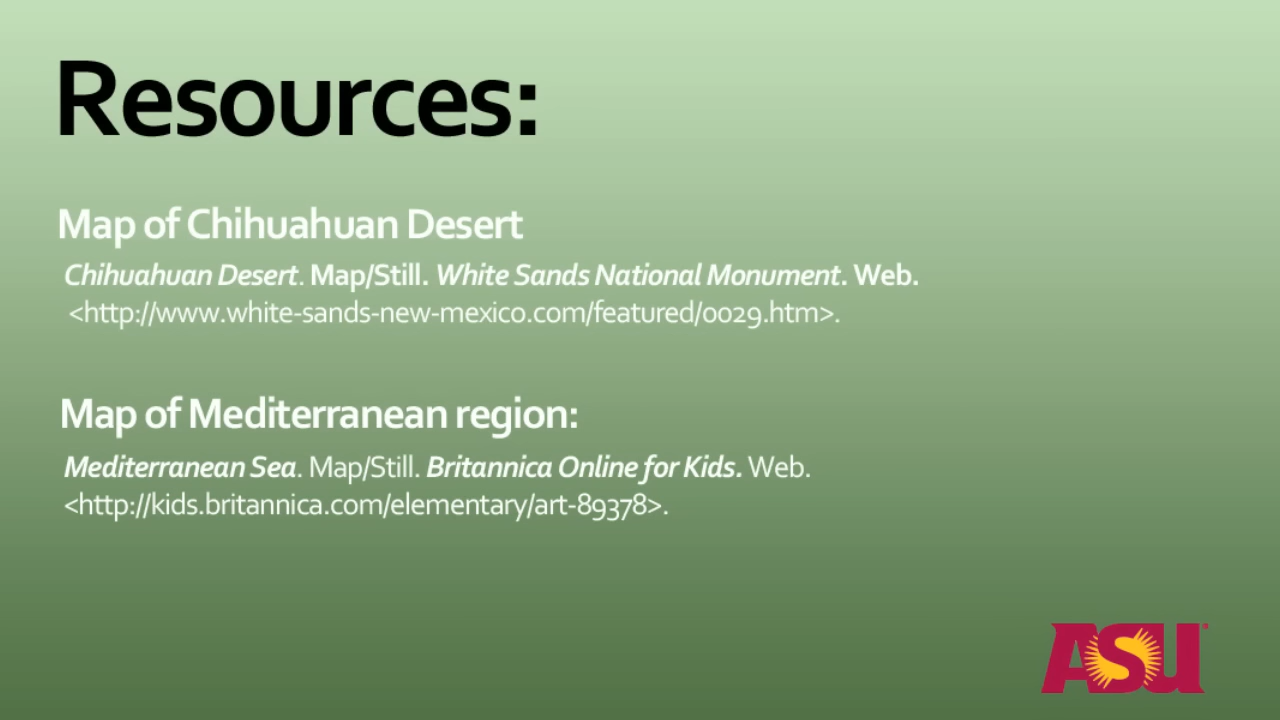 Resources:
Map of Chihuahuan Desert
Chihuahuan Desert. Map/Still. White Sands National Monument. Web.
<http://www.white-sands-new-mexico.com/featured/0029.htm>.
Map of Mediterranean region:
Mediterranean Sea. Map/Still. Britannica Online for Kids. Web.
<http://kids.britannica.com/elementary/art-89378>.
ASU